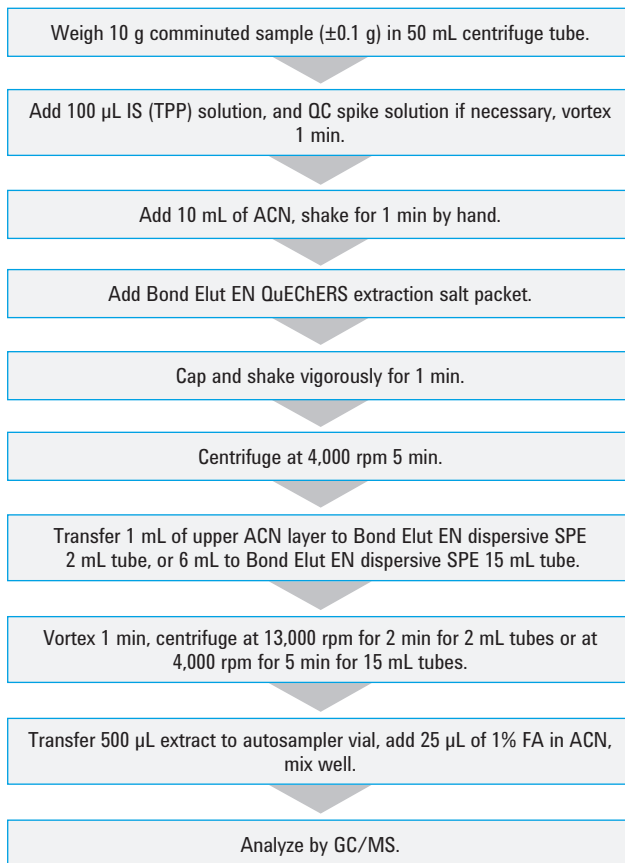 Weigh 10 g comminuted sample (±0.1 g) in 50 mL centrifuge tube.
Add 100 µL IS (TPP) solution, and QC spike solution if necessary, vortex
1 min.
Add 10 mL of ACN, shake for 1 min by hand.
Add Bond Elut EN QuEChERS extraction salt packet.
Cap and shake vigorously for 1 min.
Centrifuge at 4,000 rpm 5 min.
Transfer 1 mL of upper ACN layer to Bond Elut EN dispersive SPE
2 mL tube, or 6 mL to Bond Elut EN dispersive SPE 15 mL tube.
Vortex 1 min, centrifuge at 13,000 rpm for 2 min for 2 mL tubes or at
4,000 rpm for 5 min for 15 mL tubes.
Transfer 500 µL extract to autosampler vial, add 25 µL of 1% FA in ACN,
mix well.
Analyze by GC/MS.